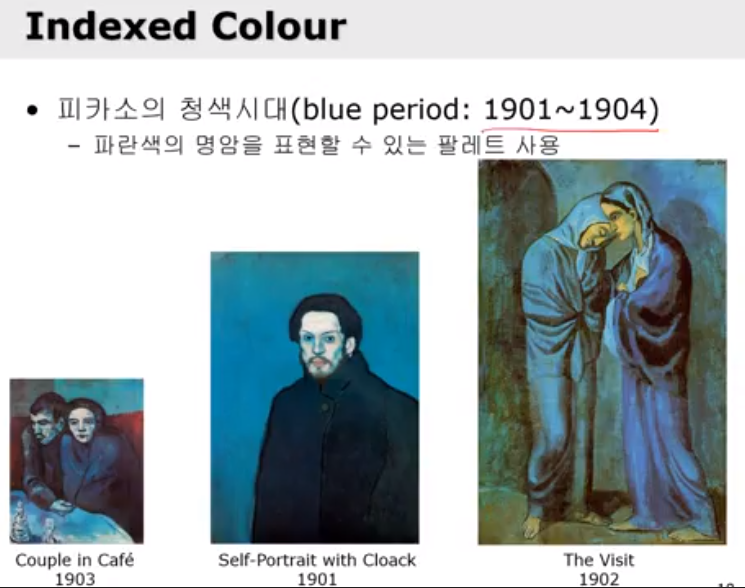 Indexed Colour
• 피카소의 청색시대(blue period: 1901~1904)
– 파란색의 명암을 표현할 수 있는 팔레트 사용
Couple in Café
1903
Self-Portrait with Cloack
1901
The Visit
1902